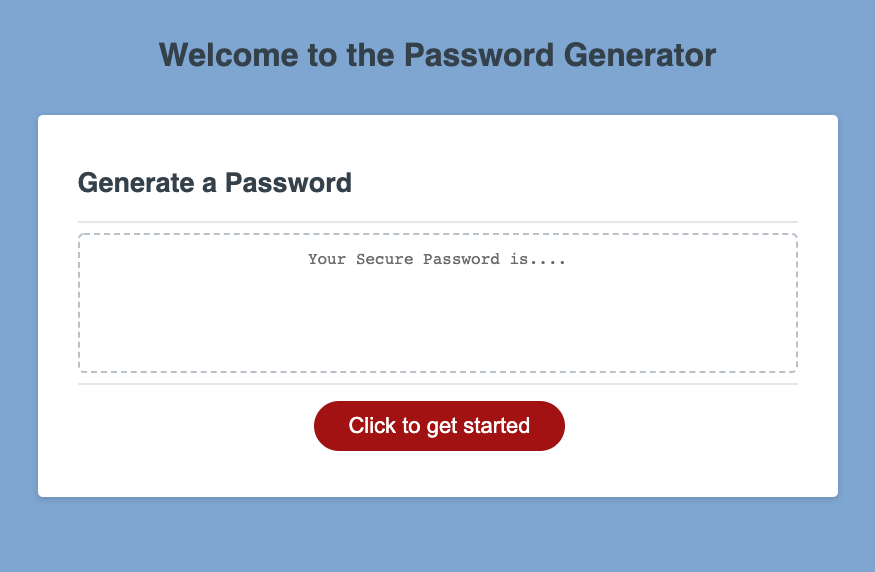 Welcome to the Password Generator
Generate a Password
Your Secure Password is....
Click to get started